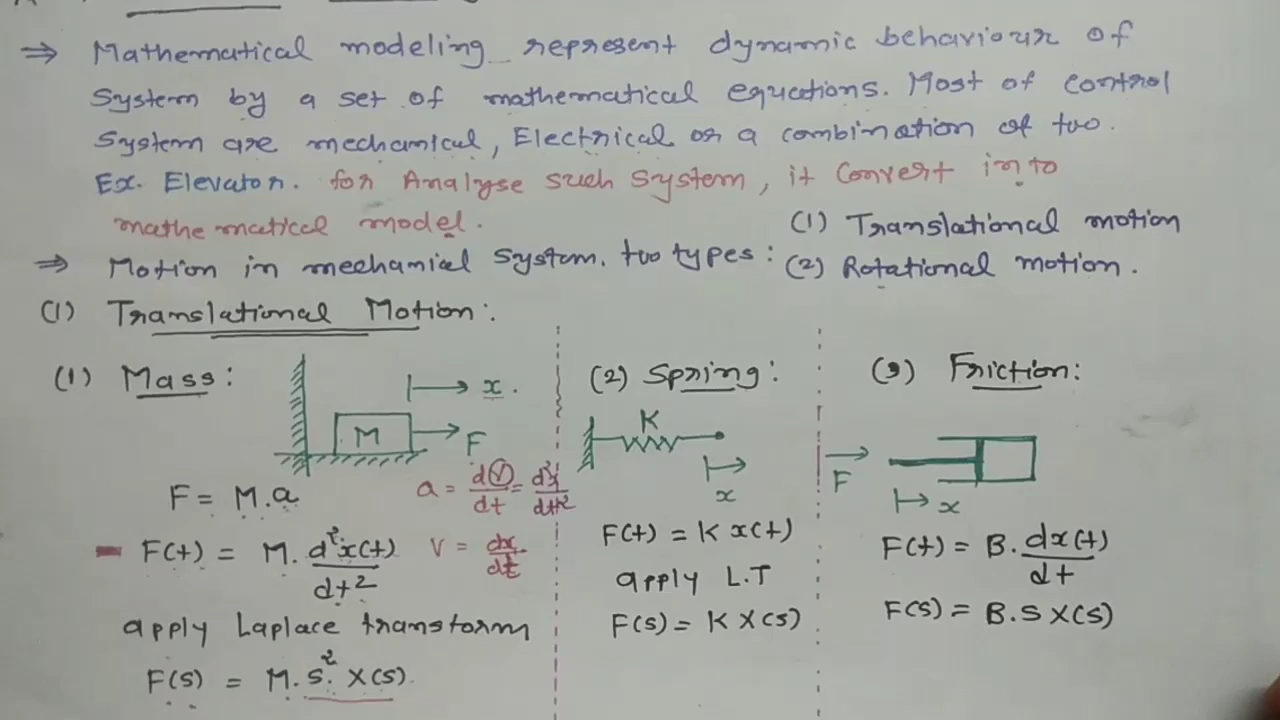 ⇒ Mathematical modeling represent dynamic behaviour of
system by a set of mathematical equations. Most of control
system are mechanical, Electrical or a combination of two.
Ex. Elevator. for Analyse such system, it convert in to
mathematical model.
⇒ Motion in mechanial system. two types :
(1) Translational motion
(2) Rotational motion.
(1) Translational Motion :
(1) Mass :
x.
M
F
F = M.a
a = dV/dt = d²x/dt²
F(t) = M. d²x(t)/dt²
V = dx/dt
apply Laplace transform
F(s) = M. s². X(s)
(2) Spring :
K
x
F(t) = K x(t)
apply L.T
F(s) = K X(s)
(3) Friction :
F
x
F(t) = B. dx(t)/dt
F(s) = B.S X(s)